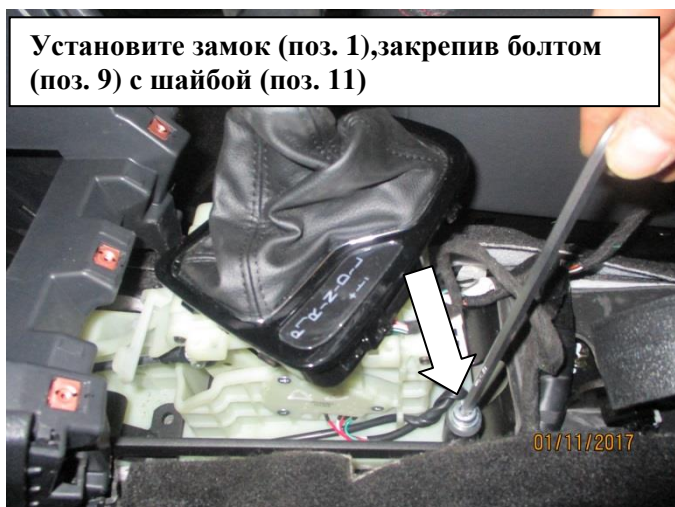 Установите замок (поз. 1),закрепив болтом
(поз. 9) с шайбой (поз. 11)
P R N D L
+
-
01/11/2017